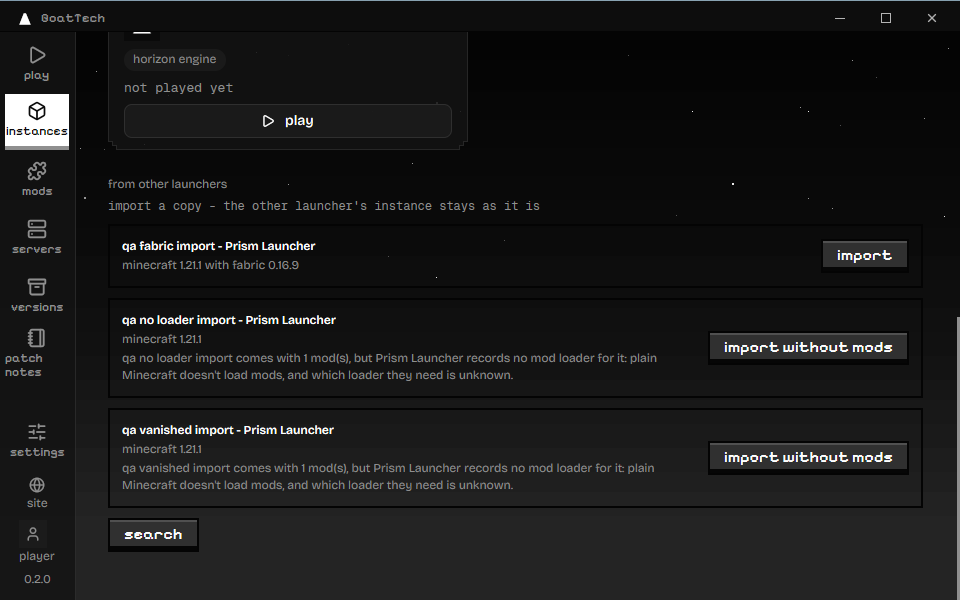 GoatTech
play
instances
mods
servers
versions
patch
notes
settings
site
player
0.2.0
horizon engine
not played yet
play
from other launchers
import a copy - the other launcher's instance stays as it is
qa fabric import - Prism Launcher
minecraft 1.21.1 with fabric 0.16.9
import
qa no loader import - Prism Launcher
minecraft 1.21.1
qa no loader import comes with 1 mod(s), but Prism Launcher records no mod loader for it: plain
Minecraft doesn't load mods, and which loader they need is unknown.
import without mods
qa vanished import - Prism Launcher
minecraft 1.21.1
qa vanished import comes with 1 mod(s), but Prism Launcher records no mod loader for it: plain
Minecraft doesn't load mods, and which loader they need is unknown.
import without mods
search